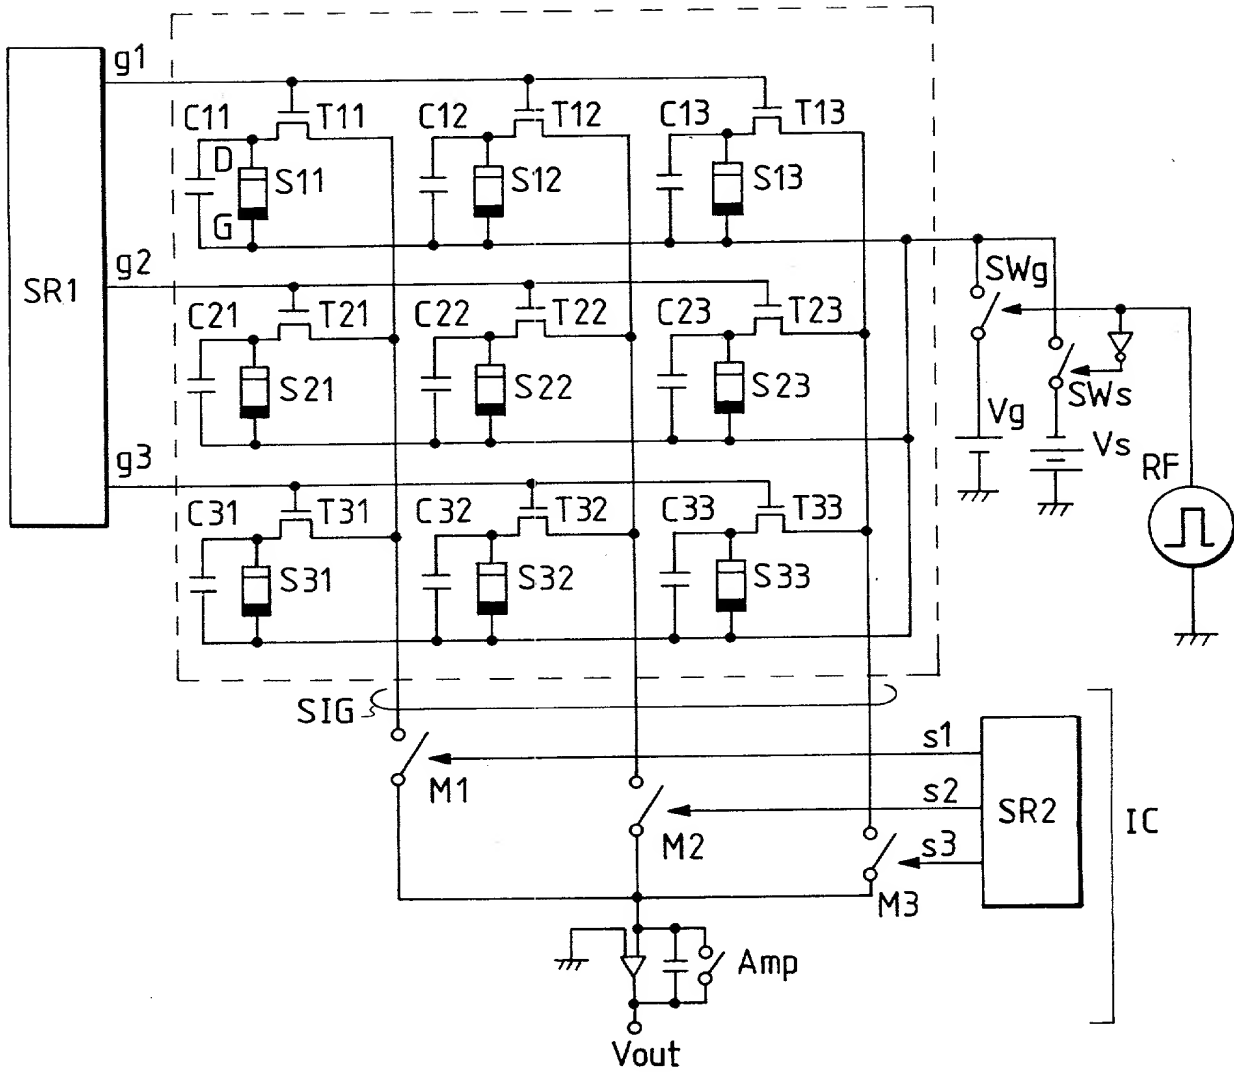 g1
C11
T11
C12
T12
C13
T13
D
S11
S12
S13
G
SR1
g2
SWg
C21
T21
C22
T22
C23
T23
S21
S22
S23
SWs
Vg
Vs
g3
RF
C31
T31
C32
T32
C33
T33
S31
S32
S33
SIG
s1
M1
s2
SR2
IC
M2
s3
M3
Amp
Vout